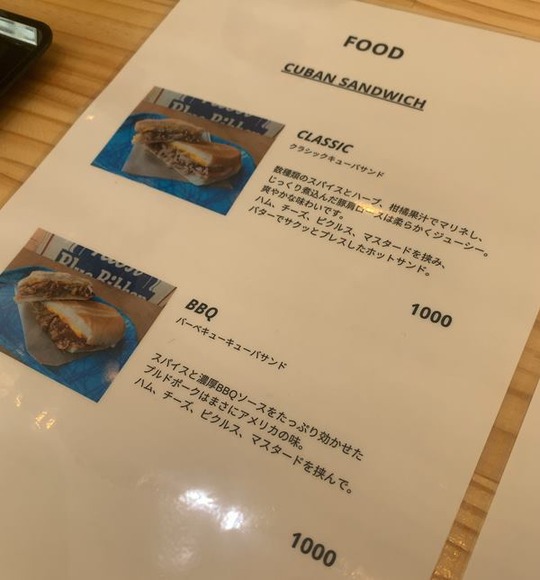 FOOD
CUBAN SANDWICH
CLASSIC
クラシックキューバサンド
数種類のスパイスとハーブ、柑橘果汁でマリネし、
じっくり煮込んだ豚肩ロースは柔らかくジューシー。
爽やかな味わいです。
ハム、チーズ、ピクルス、マスタードを挟み、
バターでサクッとプレスしたホットサンド。
1000
Blue Ribbon
BBQ
バーベキューキューバサンド
スパイスと濃厚BBQソースをたっぷり効かせた
プルドポークはまさにアメリカの味。
ハム、チーズ、ピクルス、マスタードを挟んで。
1000
Blue Ribbon